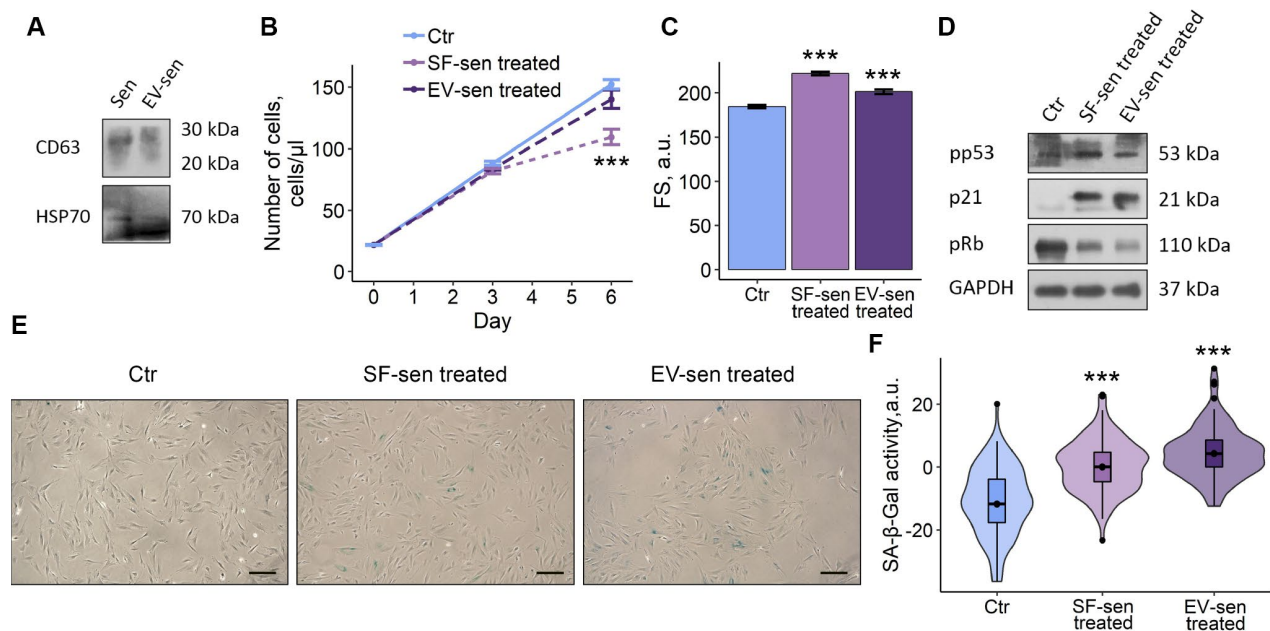 A
Sen
EV-sen
CD63
30 kDa
20 kDa
HSP70
70 kDa
B
Ctr
SF-sen treated
EV-sen treated
Number of cells,
cells/µl
150
100
50
0
***
0 1 2 3 4 5 6
Day
C
FS, a.u.
200
150
100
50
0
***
***
Ctr
SF-sen
treated
EV-sen
treated
D
Ctr
SF-sen treated
EV-sen treated
pp53
53 kDa
p21
21 kDa
pRb
110 kDa
GAPDH
37 kDa
E
Ctr
SF-sen treated
EV-sen treated
F
SA-β-Gal activity,a.u.
20
0
-20
***
***
Ctr
SF-sen
treated
EV-sen
treated